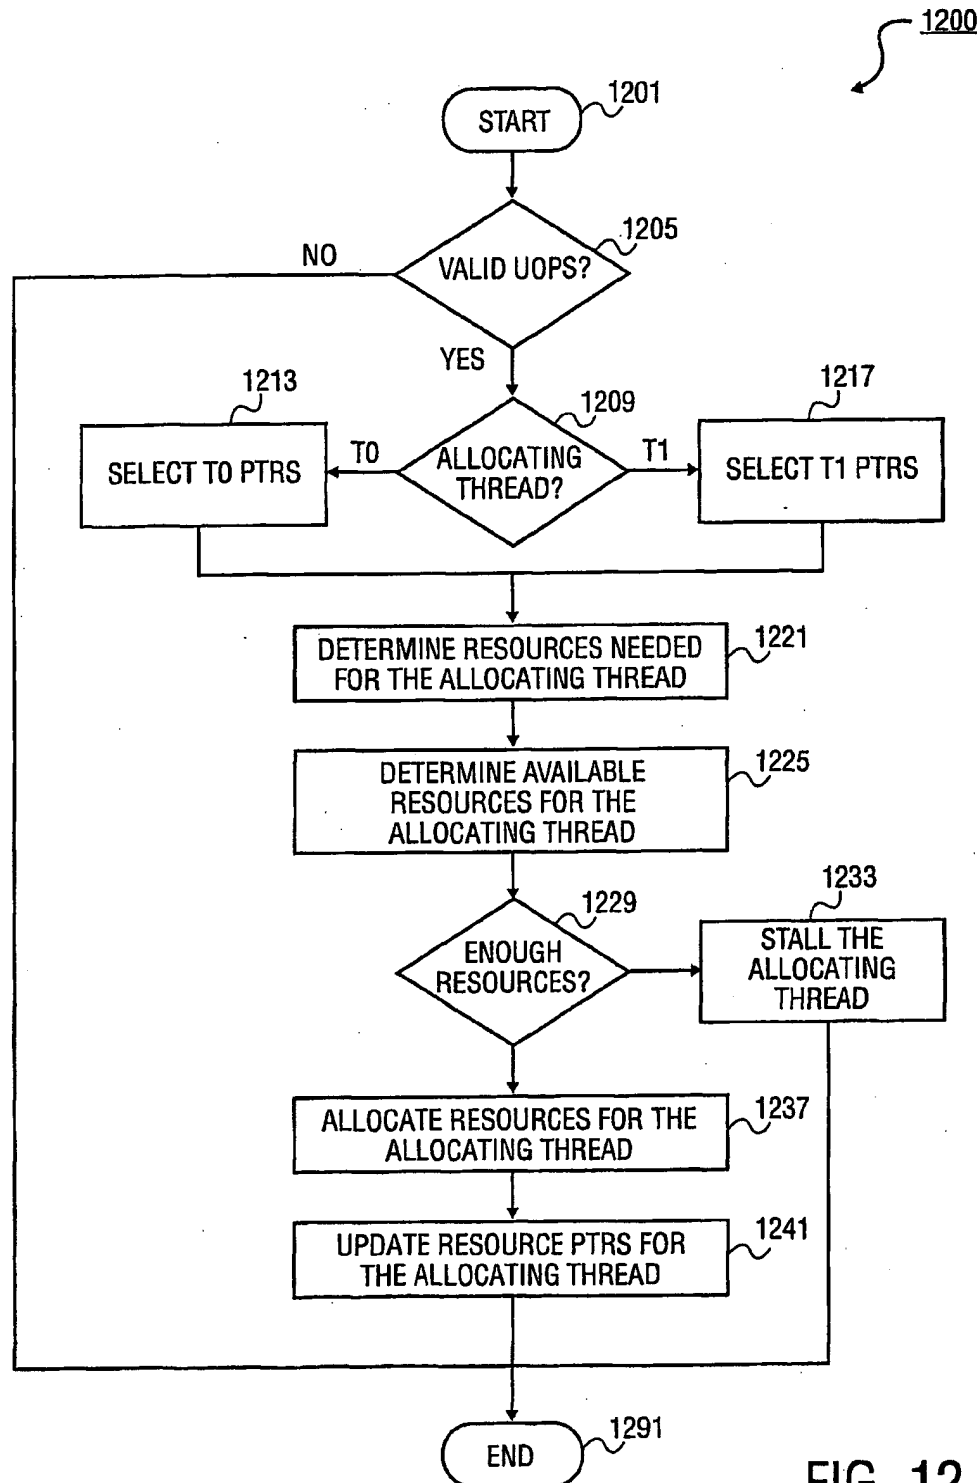 1200
1201
START
1205
NO
VALID UOPS?
YES
1213
1209
1217
SELECT T0 PTRS
T0
ALLOCATING
THREAD?
T1
SELECT T1 PTRS
DETERMINE RESOURCES NEEDED
FOR THE ALLOCATING THREAD
1221
DETERMINE AVAILABLE
RESOURCES FOR THE
ALLOCATING THREAD
1225
1229
ENOUGH
RESOURCES?
1233
STALL THE
ALLOCATING
THREAD
ALLOCATE RESOURCES FOR THE
ALLOCATING THREAD
1237
UPDATE RESOURCE PTRS FOR
THE ALLOCATING THREAD
1241
END
1291
FIG. 12